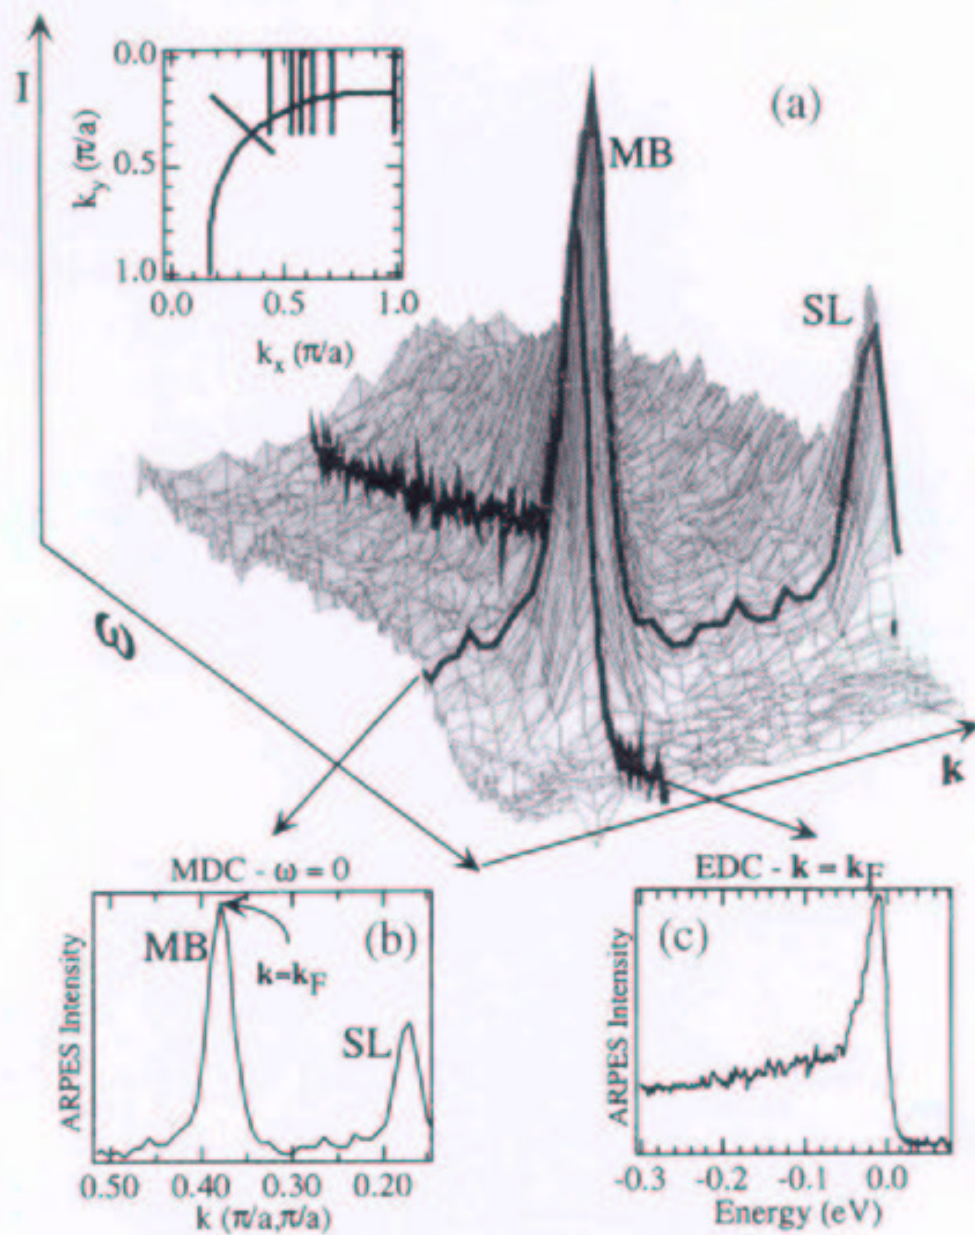 I
0.0
0.5
1.0
k_y (π/a)
0.0 0.5 1.0
k_x (π/a)
(a)
MB
SL
ω
k
MDC - ω = 0
ARPES Intensity
MB
(b)
k=k_F
SL
0.50 0.40 0.30 0.20
k (π/a,π/a)
EDC - k = k_F
ARPES Intensity
(c)
-0.3 -0.2 -0.1 0.0
Energy (eV)